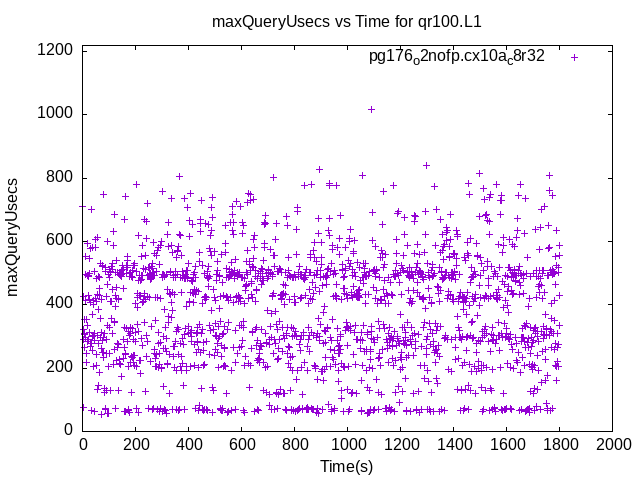 maxQueryUsecs vs Time for qr100.L1
pg176o2nofp.cx10ac8r32
1200
1000
800
600
400
200
0
maxQueryUsecs
0 200 400 600 800 1000 1200 1400 1600 1800 2000
Time(s)